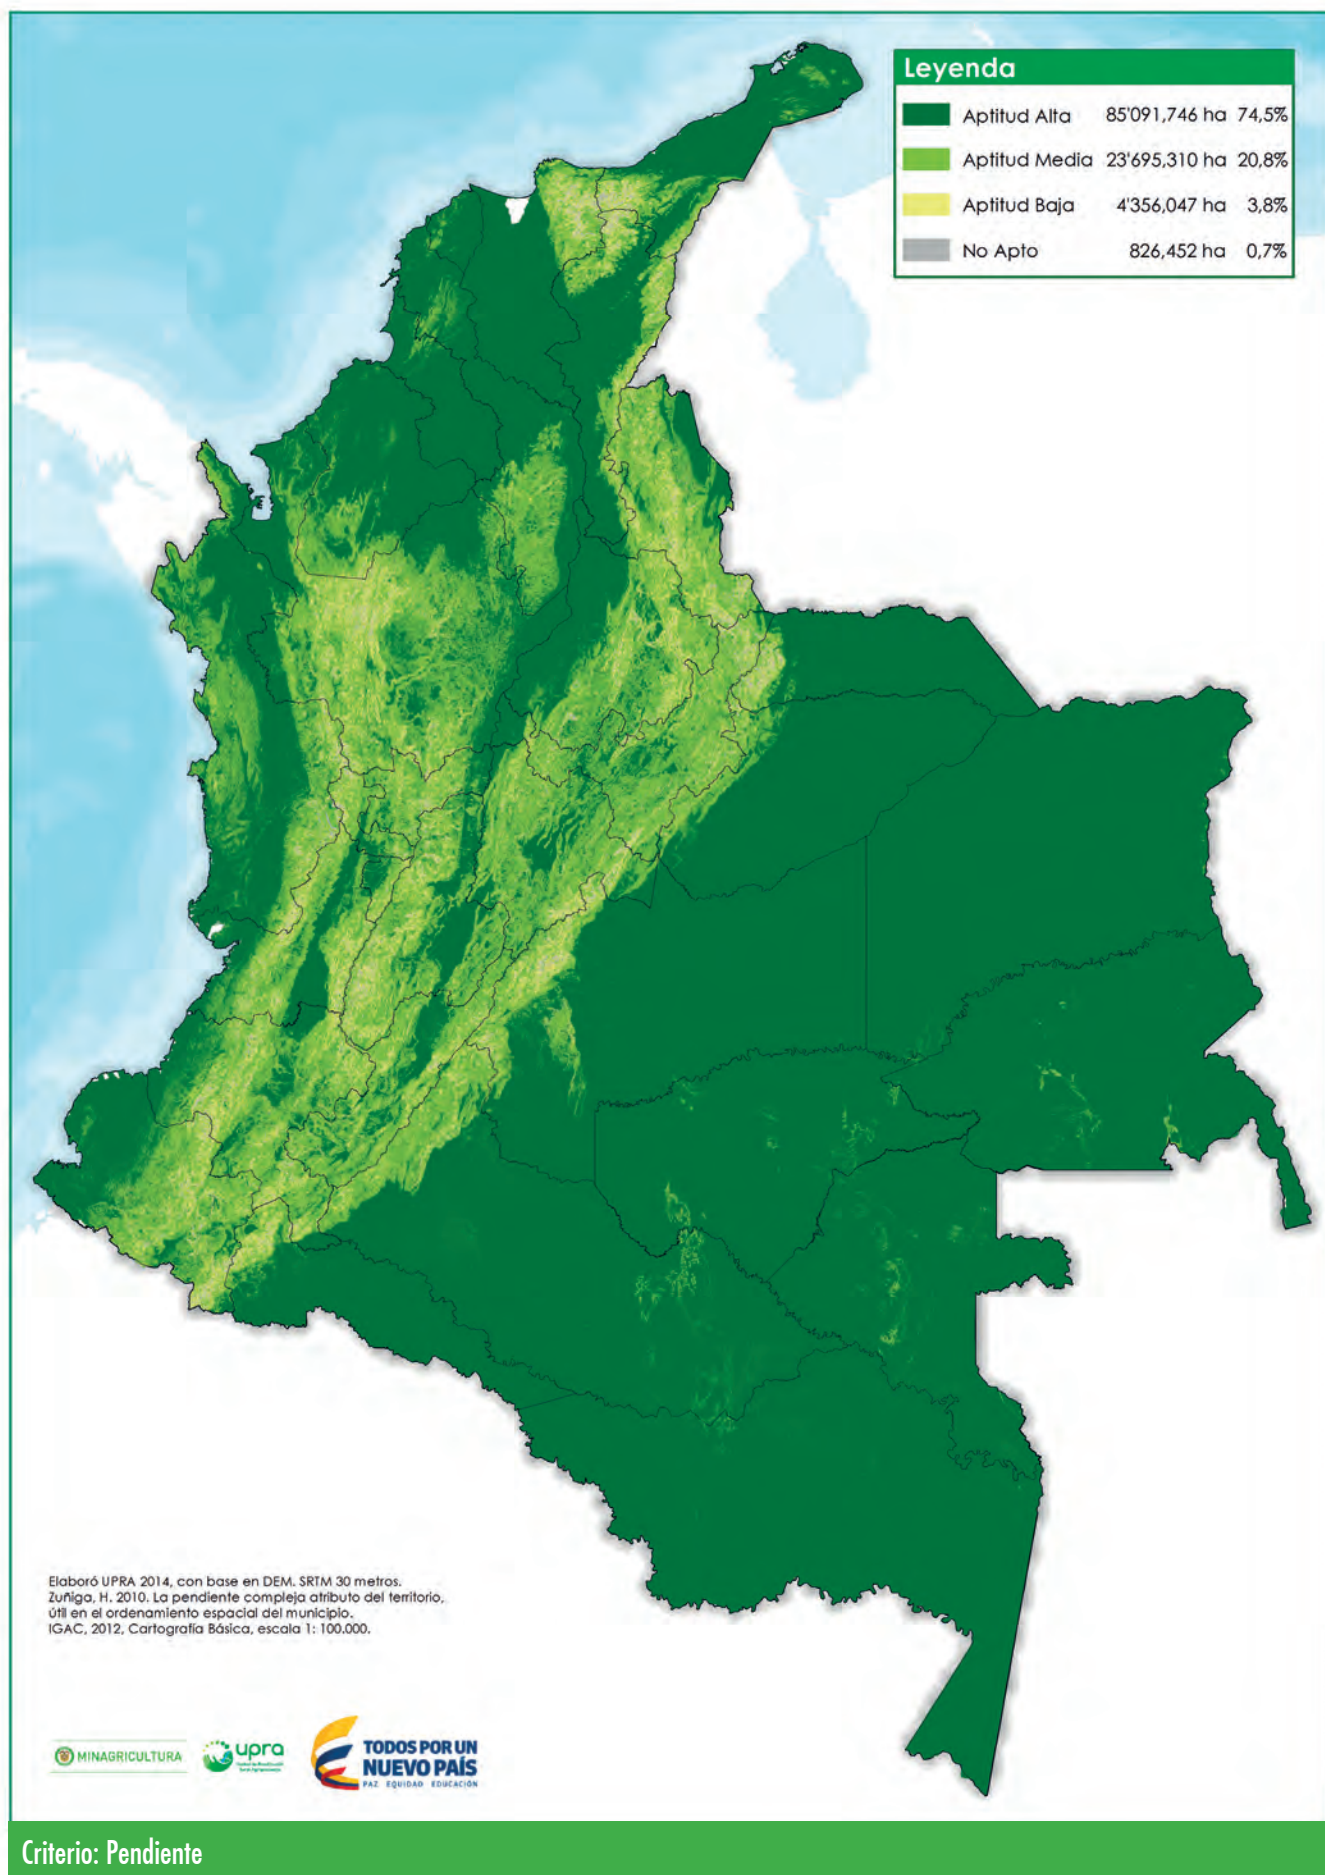 Leyenda
Aptitud Alta 85'091,746 ha 74,5%
Aptitud Media 23'695,310 ha 20,8%
Aptitud Baja 4'356,047 ha 3,8%
No Apto 826,452 ha 0,7%
Elaboró UPRA 2014, con base en DEM. SRTM 30 metros.
Zuñiga, H. 2010. La pendiente compleja atributo del territorio,
útil en el ordenamiento espacial del municipio.
IGAC, 2012, Cartografía Básica, escala 1: 100.000.
MINAGRICULTURA
upra
TODOS POR UN
NUEVO PAÍS
PAZ EQUIDAD EDUCACIÓN
Criterio: Pendiente